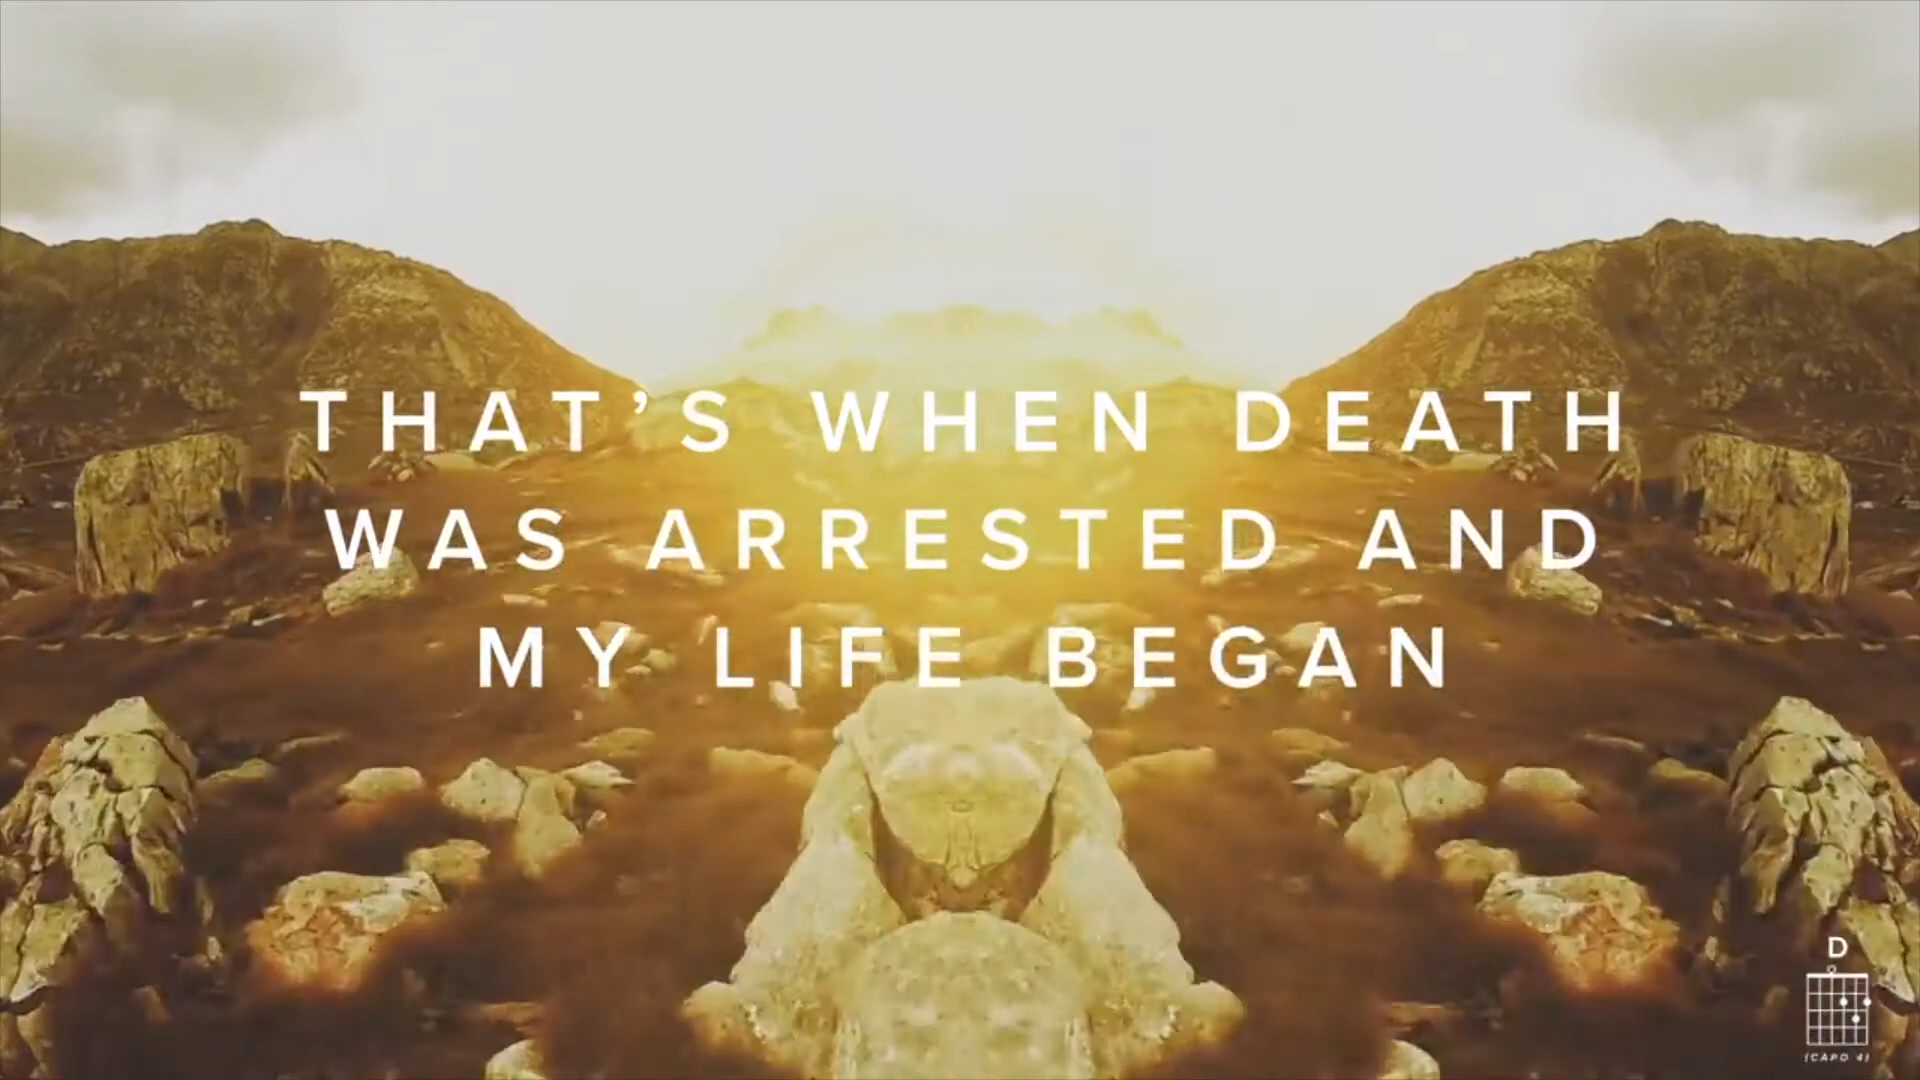 THAT'S WHEN DEATH
WAS ARRESTED AND
MY LIFE BEGAN
D
(CAPO 4)